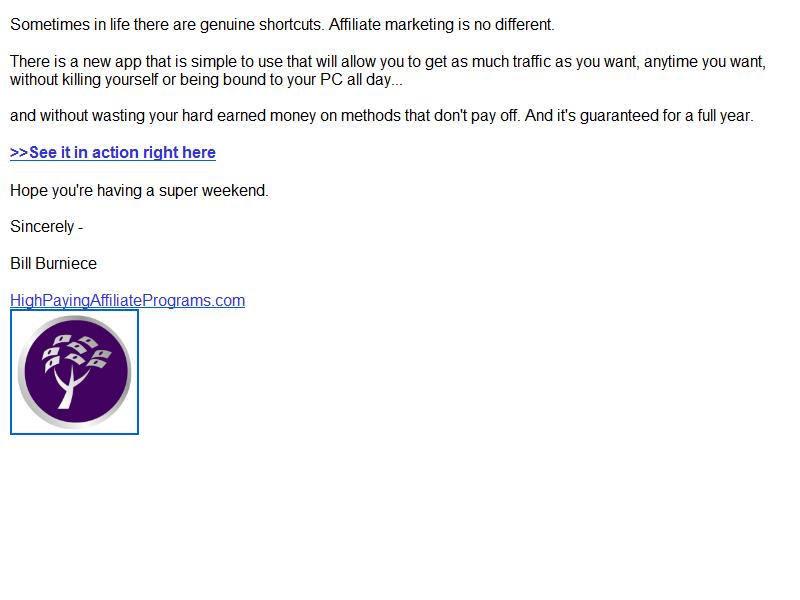 Sometimes in life there are genuine shortcuts. Affiliate marketing is no different.
There is a new app that is simple to use that will allow you to get as much traffic as you want, anytime you want,
without killing yourself or being bound to your PC all day...
and without wasting your hard earned money on methods that don't pay off. And it's guaranteed for a full year.
>>See it in action right here
Hope you're having a super weekend.
Sincerely -
Bill Burniece
HighPayingAffiliatePrograms.com